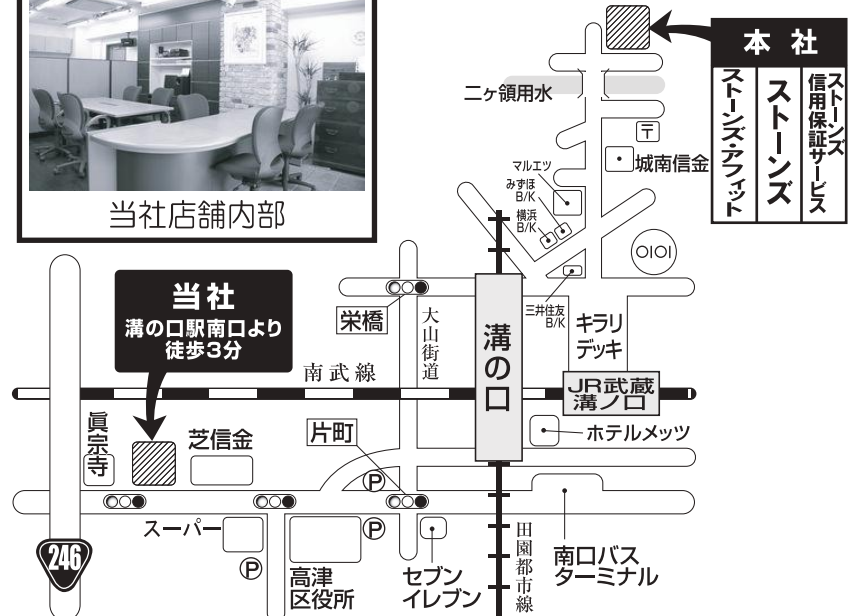 当社店舗内部
本社
ストーンズ
信用保証サービス
ストーンズ
ストーンズ・アフィット
二ヶ領用水
〒
城南信金
マルエツ
みずほ
B/K
横浜
B/K
OIOI
三井住友
B/K
キラリ
デッキ
当社
溝の口駅南口より
徒歩3分
栄橋
大山街道
溝の口
南武線
JR武蔵
溝ノ口
眞宗寺
芝信金
片町
ホテルメッツ
P
スーパー
P
P
246
高津
区役所
セブン
イレブン
田園都市線
南口バス
ターミナル